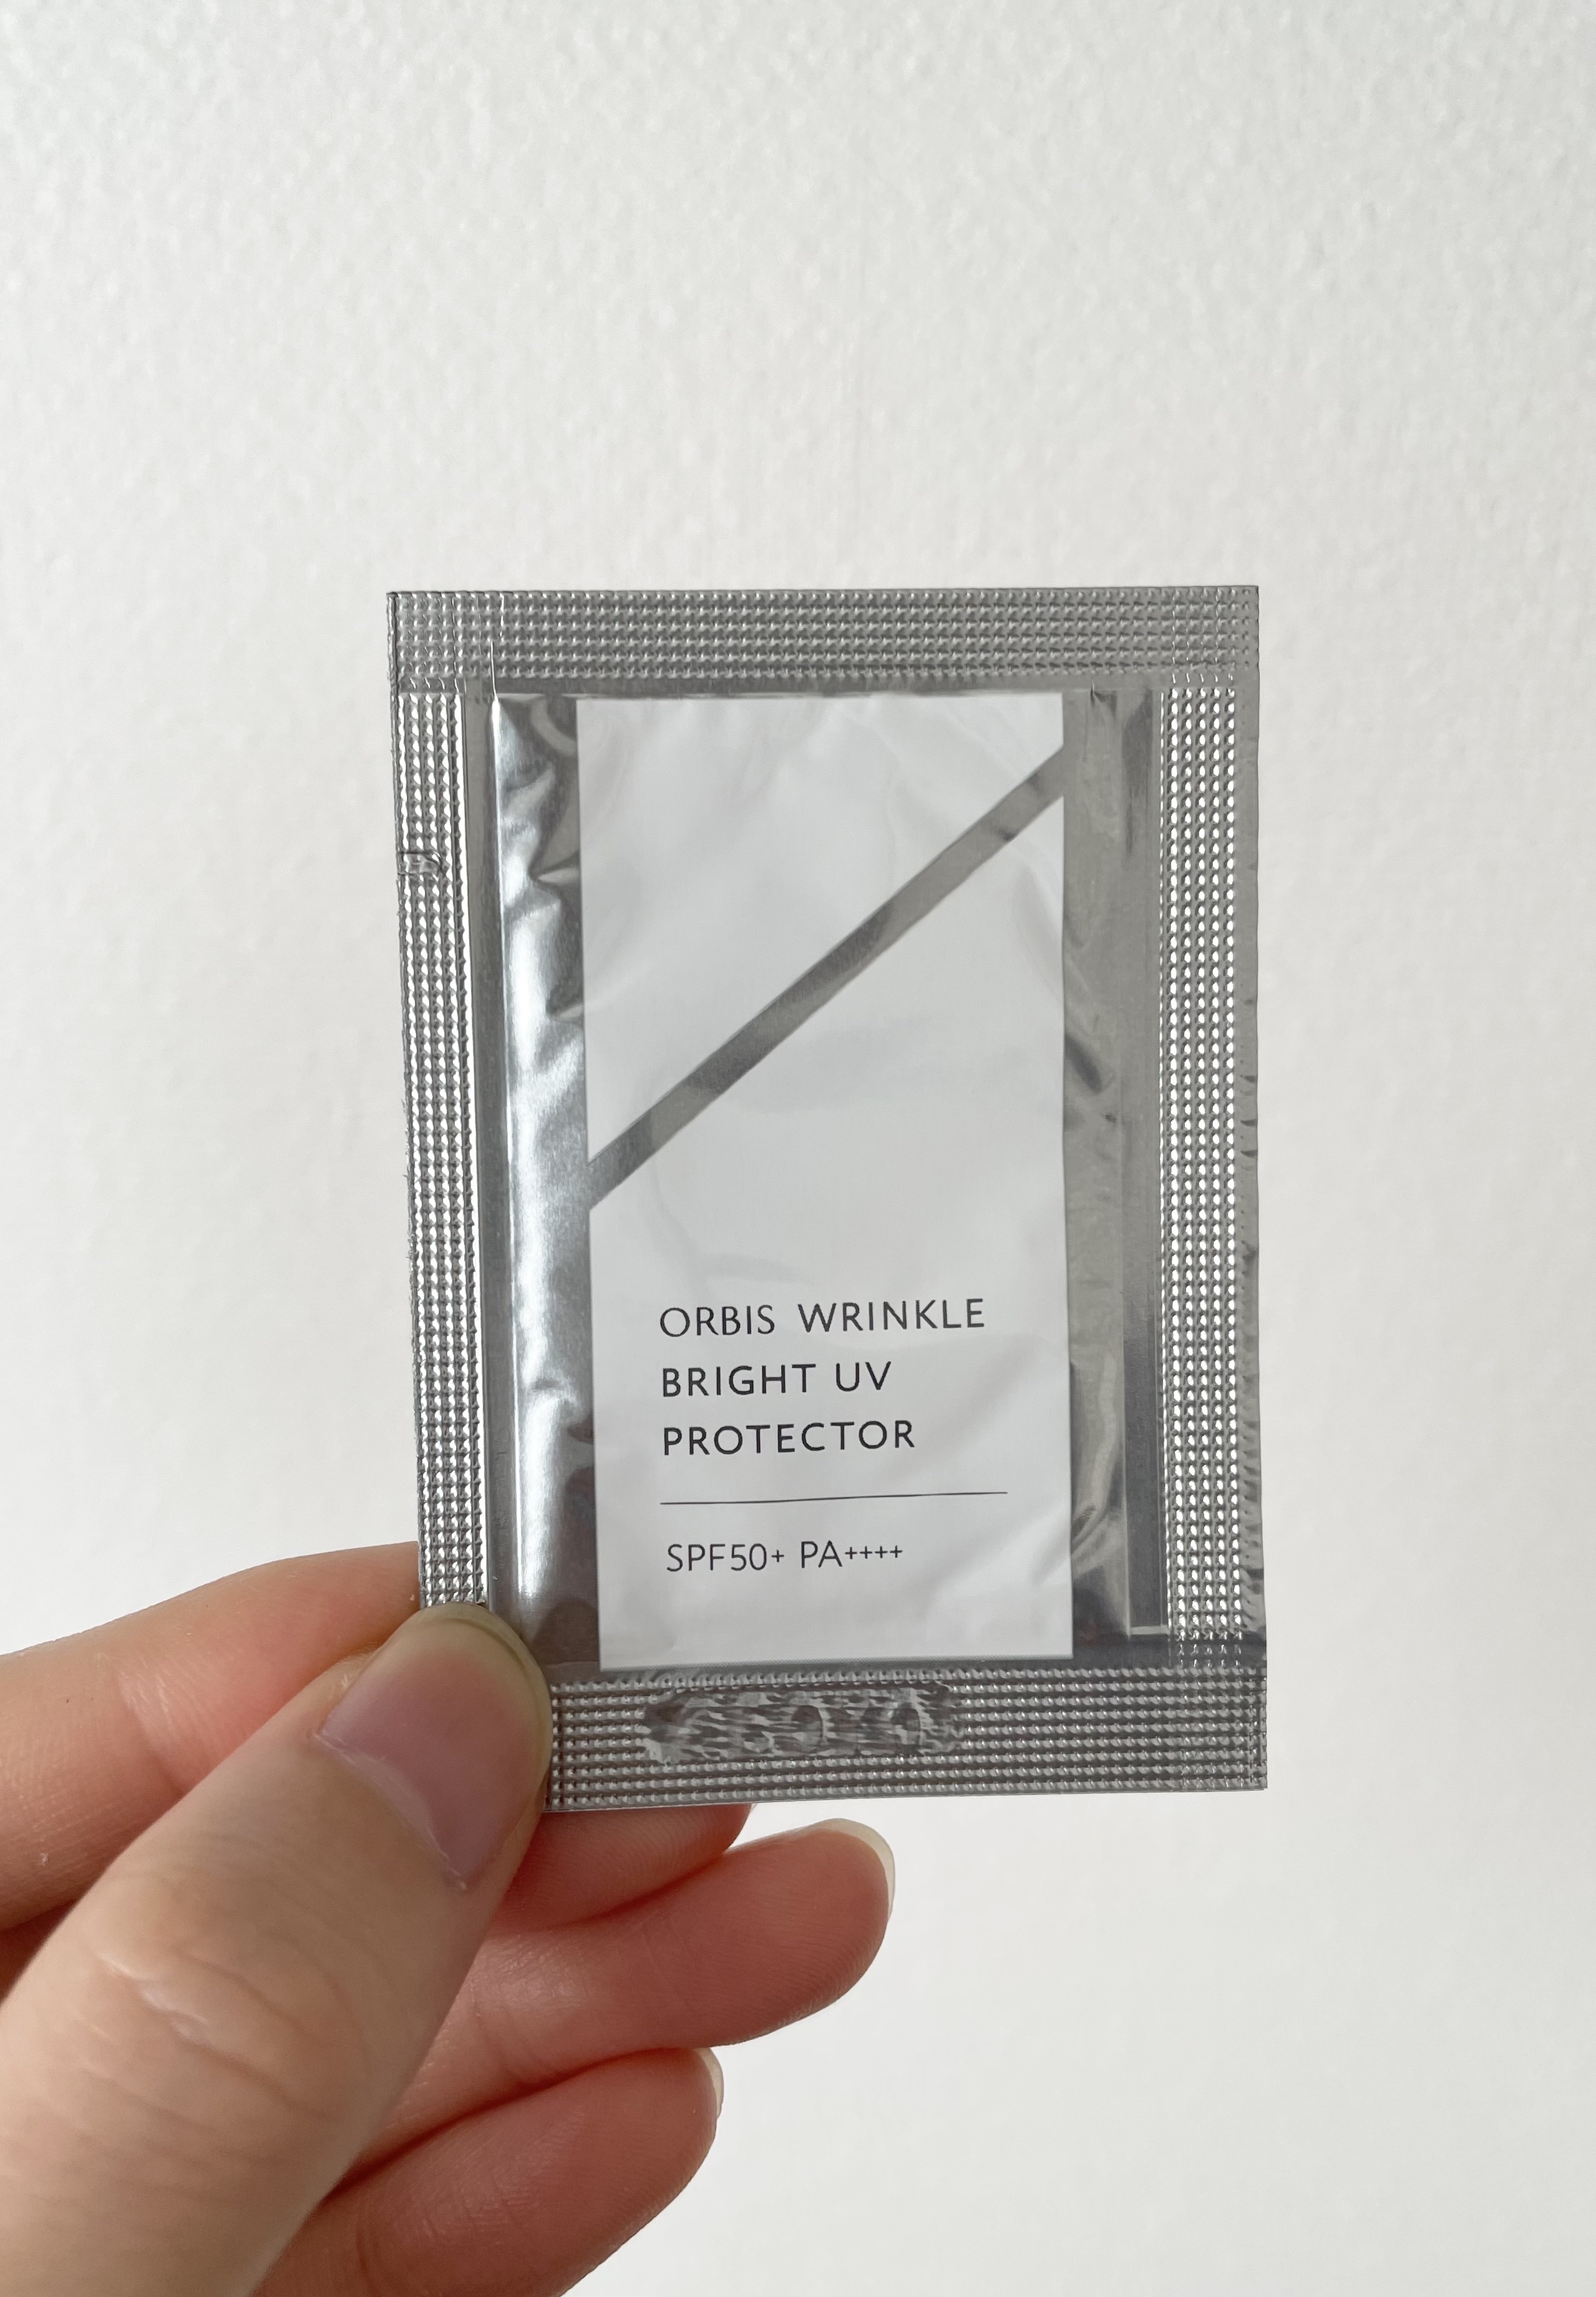 ORBIS WRINKLE
BRIGHT UV
PROTECTOR
SPF50+ PA++++